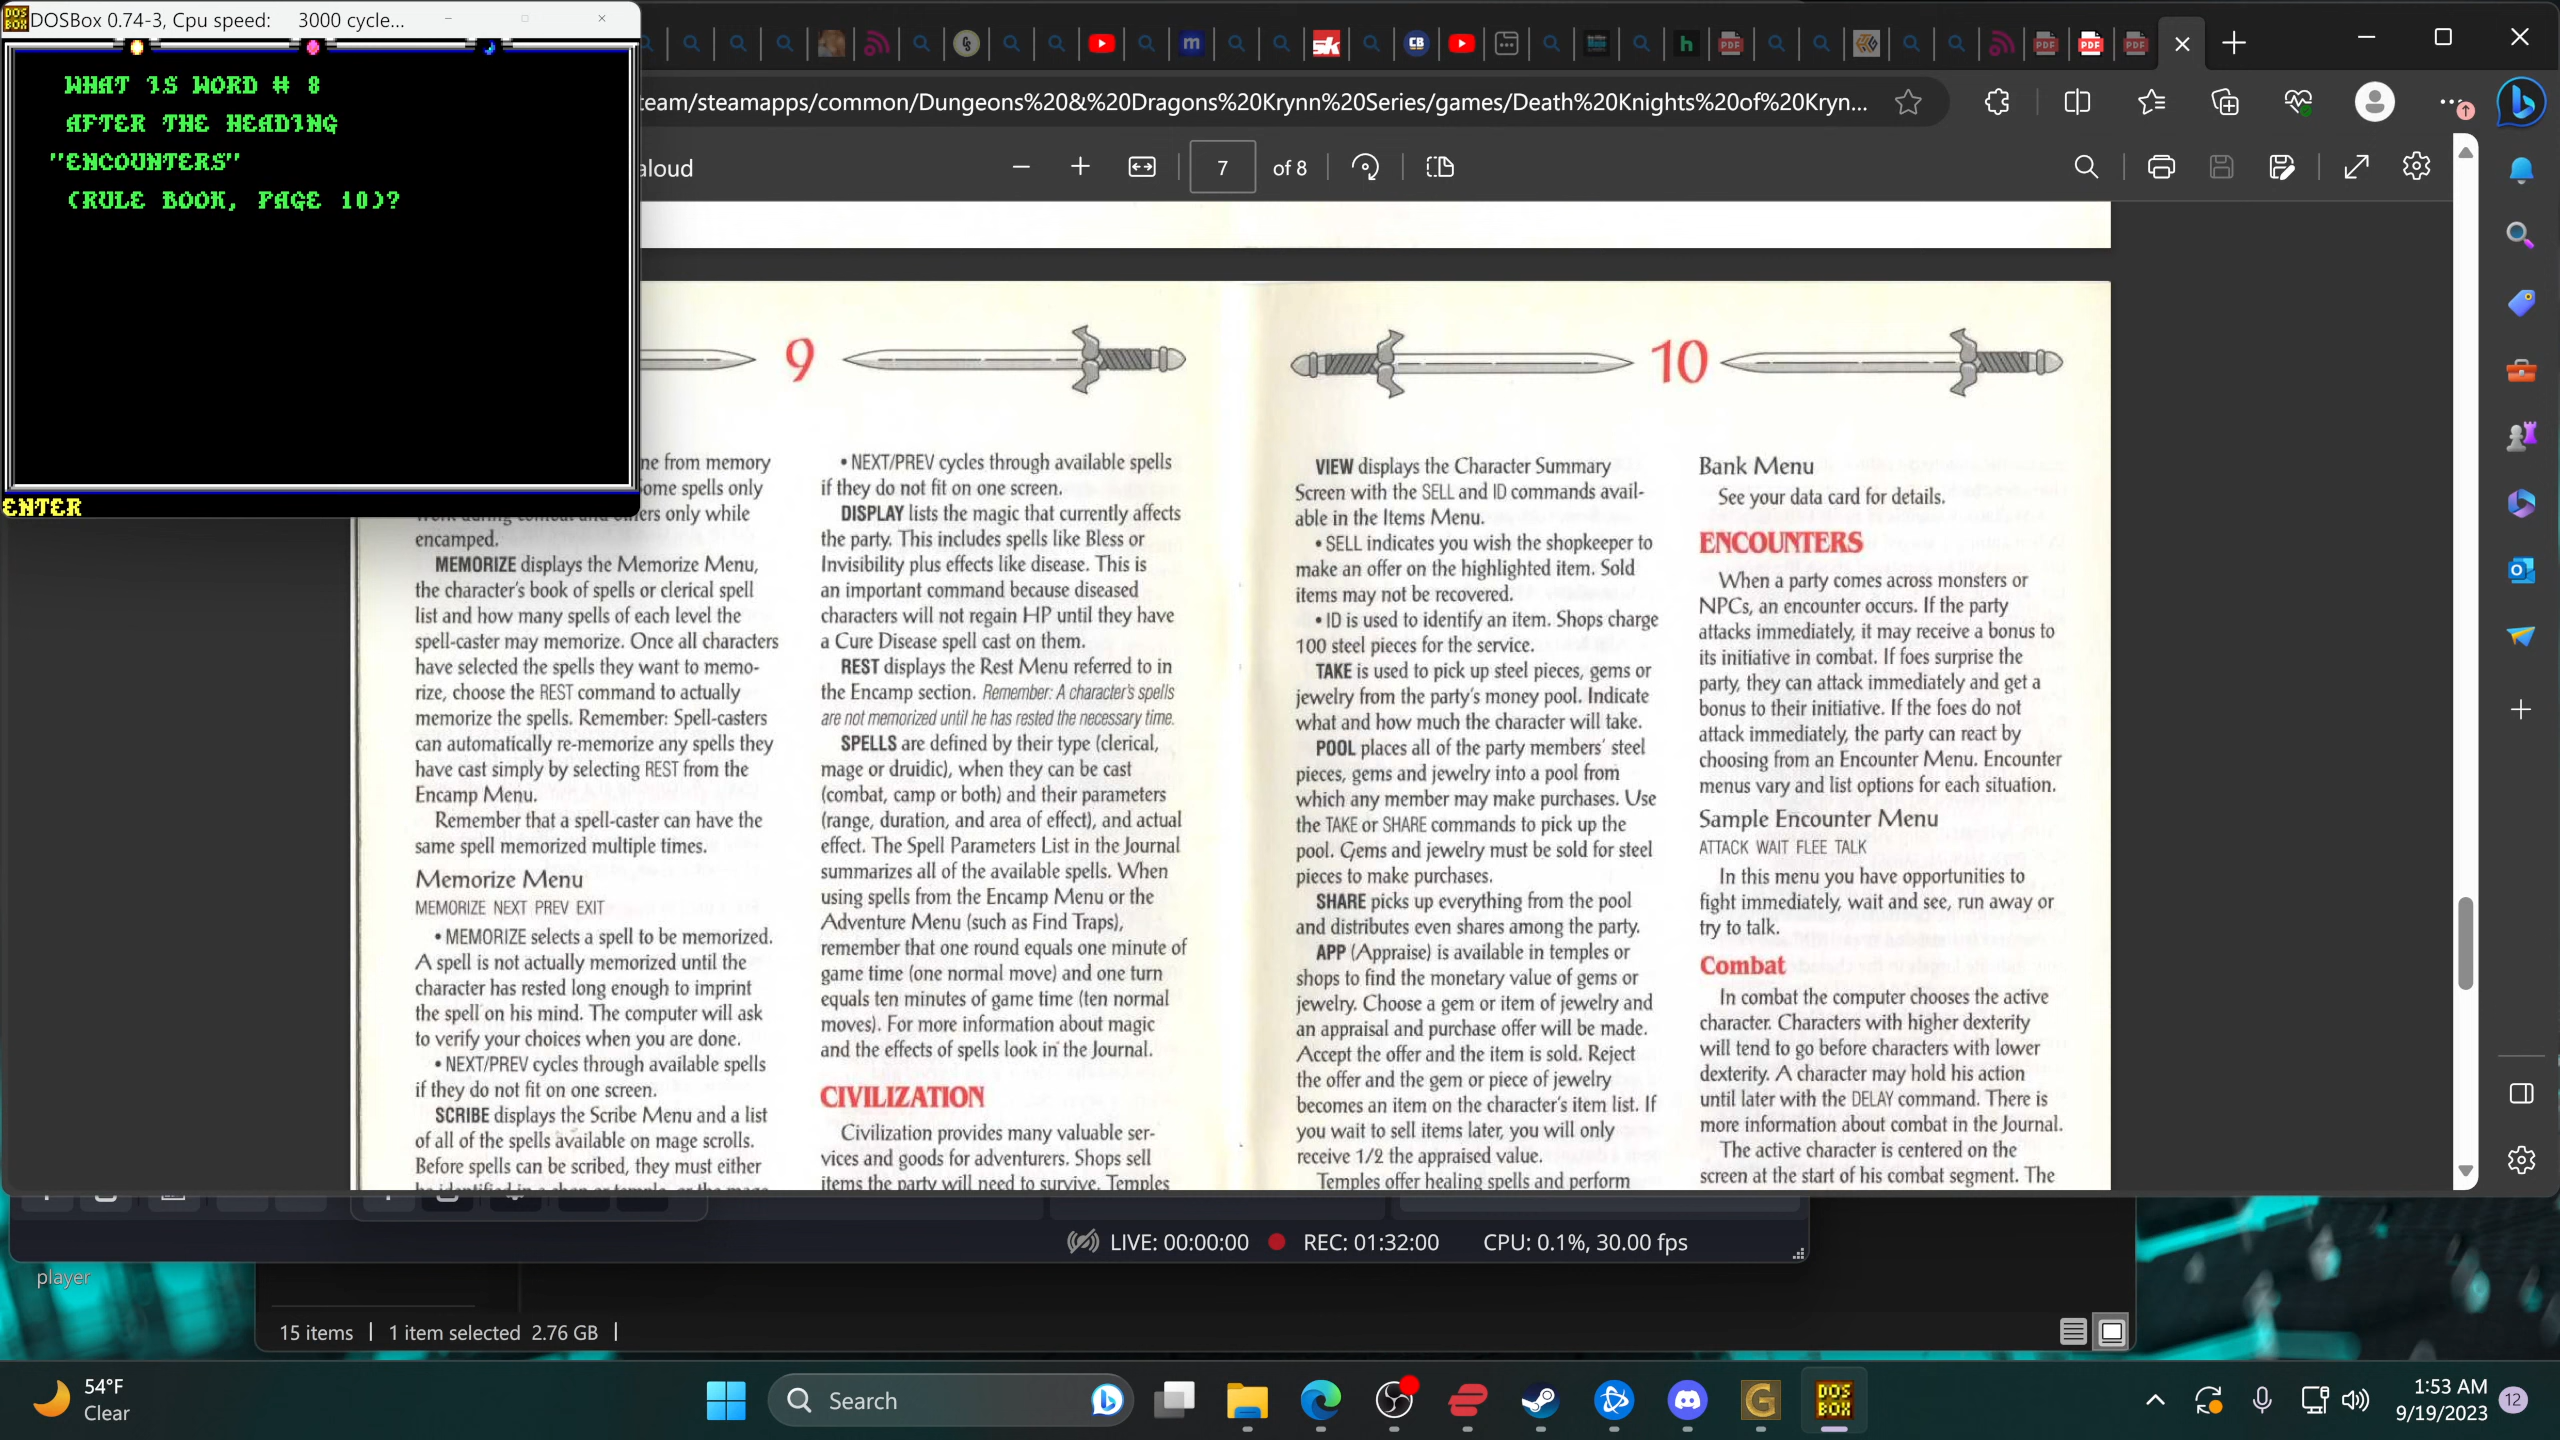 DOSBox 0.74-3, Cpu speed: 3000 cycle...
WHAT IS WORD # 8
AFTER THE HEADING
"ENCOUNTERS"
(RULE BOOK, PAGE 10)?
ENTER
team/steamapps/common/Dungeons%20&%20Dragons%20Krynn%20Series/games/Death%20Knights%20of%20Kryn...
aloud
7 of 8
9
me from memory
ome spells only
ers only while
encamped.
MEMORIZE displays the Memorize Menu,
the character's book of spells or clerical spell
list and how many spells of each level the
spell-caster may memorize. Once all characters
have selected the spells they want to memo-
rize, choose the REST command to actually
memorize the spells. Remember: Spell-casters
can automatically re-memorize any spells they
have cast simply by selecting REST from the
Encamp Menu.
Remember that a spell-caster can have the
same spell memorized multiple times.
Memorize Menu
MEMORIZE NEXT PREV EXIT
• MEMORIZE selects a spell to be memorized.
A spell is not actually memorized until the
character has rested long enough to imprint
the spell on his mind. The computer will ask
to verify your choices when you are done.
• NEXT/PREV cycles through available spells
if they do not fit on one screen.
SCRIBE displays the Scribe Menu and a list
of all of the spells available on mage scrolls.
Before spells can be scribed, they must either
• NEXT/PREV cycles through available spells
if they do not fit on one screen.
DISPLAY lists the magic that currently affects
the party. This includes spells like Bless or
Invisibility plus effects like disease. This is
an important command because diseased
characters will not regain HP until they have
a Cure Disease spell cast on them.
REST displays the Rest Menu referred to in
the Encamp section. Remember: A character's spells
are not memorized until he has rested the necessary time.
SPELLS are defined by their type (clerical,
mage or druidic), when they can be cast
(combat, camp or both) and their parameters
(range, duration, and area of effect), and actual
effect. The Spell Parameters List in the Journal
summarizes all of the available spells. When
using spells from the Encamp Menu or the
Adventure Menu (such as Find Traps),
remember that one round equals one minute of
game time (one normal move) and one turn
equals ten minutes of game time (ten normal
moves). For more information about magic
and the effects of spells look in the Journal.
CIVILIZATION
Civilization provides many valuable ser-
vices and goods for adventurers. Shops sell
items the party will need to survive. Temples
10
VIEW displays the Character Summary
Screen with the SELL and ID commands avail-
able in the Items Menu.
• SELL indicates you wish the shopkeeper to
make an offer on the highlighted item. Sold
items may not be recovered.
• ID is used to identify an item. Shops charge
100 steel pieces for the service.
TAKE is used to pick up steel pieces, gems or
jewelry from the party's money pool. Indicate
what and how much the character will take.
POOL places all of the party members' steel
pieces, gems and jewelry into a pool from
which any member may make purchases. Use
the TAKE or SHARE commands to pick up the
pool. Gems and jewelry must be sold for steel
pieces to make purchases.
SHARE picks up everything from the pool
and distributes even shares among the party.
APP (Appraise) is available in temples or
shops to find the monetary value of gems or
jewelry. Choose a gem or item of jewelry and
an appraisal and purchase offer will be made.
Accept the offer and the item is sold. Reject
the offer and the gem or piece of jewelry
becomes an item on the character's item list. If
you wait to sell items later, you will only
receive 1/2 the appraised value.
Temples offer healing spells and perform
Bank Menu
See your data card for details.
ENCOUNTERS
When a party comes across monsters or
NPCs, an encounter occurs. If the party
attacks immediately, it may receive a bonus to
its initiative in combat. If foes surprise the
party, they can attack immediately and get a
bonus to their initiative. If the foes do not
attack immediately, the party can react by
choosing from an Encounter Menu. Encounter
menus vary and list options for each situation.
Sample Encounter Menu
ATTACK WAIT FLEE TALK
In this menu you have opportunities to
fight immediately, wait and see, run away or
try to talk.
Combat
In combat the computer chooses the active
character. Characters with higher dexterity
will tend to go before characters with lower
dexterity. A character may hold his action
until later with the DELAY command. There is
more information about combat in the Journal.
The active character is centered on the
screen at the start of his combat segment. The
LIVE: 00:00:00 REC: 01:32:00 CPU: 0.1%, 30.00 fps
player
15 items 1 item selected 2.76 GB
54°F
Clear
Search
1:53 AM
9/19/2023
12